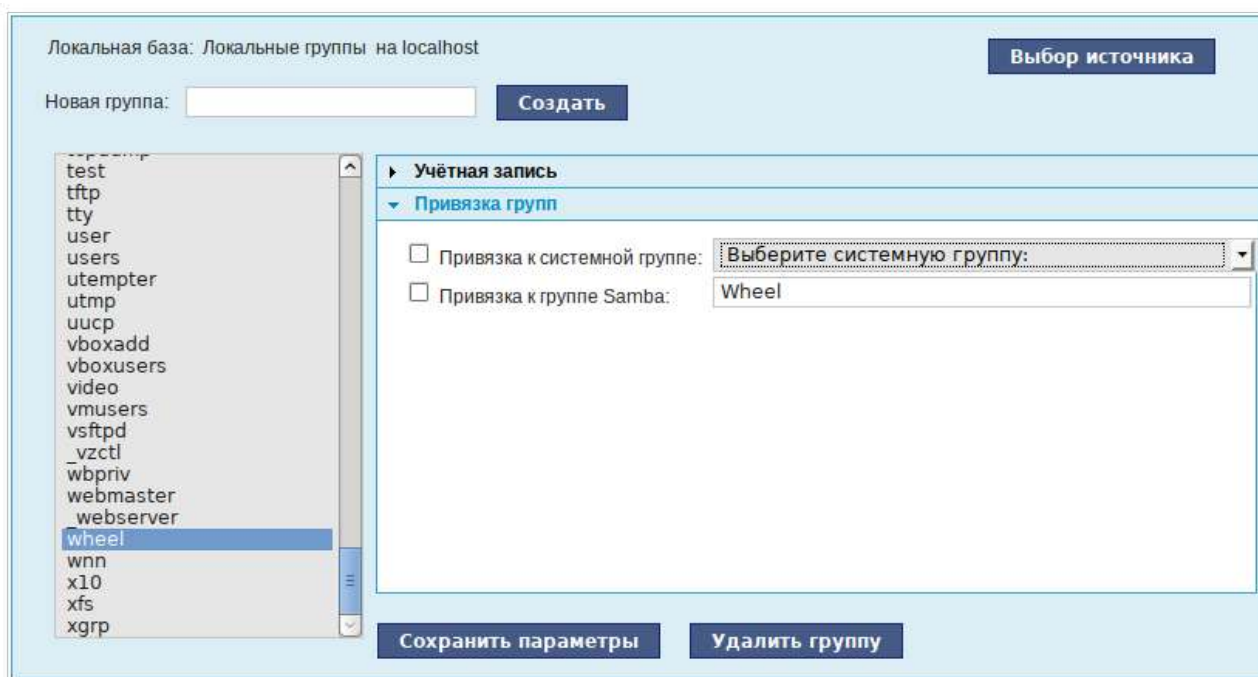 Локальная база: Локальные группы на localhost
Выбор источника
Новая группа:
Создать
test
tftp
tty
user
users
utempter
utmp
uucp
vboxadd
vboxusers
video
vmusers
vsftpd
_vzctl
wbpriv
webmaster
_webserver
wheel
wnn
x10
xfs
xgrp
Учётная запись
Привязка групп
Привязка к системной группе: Выберите системную группу:
Привязка к группе Samba: Wheel
Сохранить параметры
Удалить группу